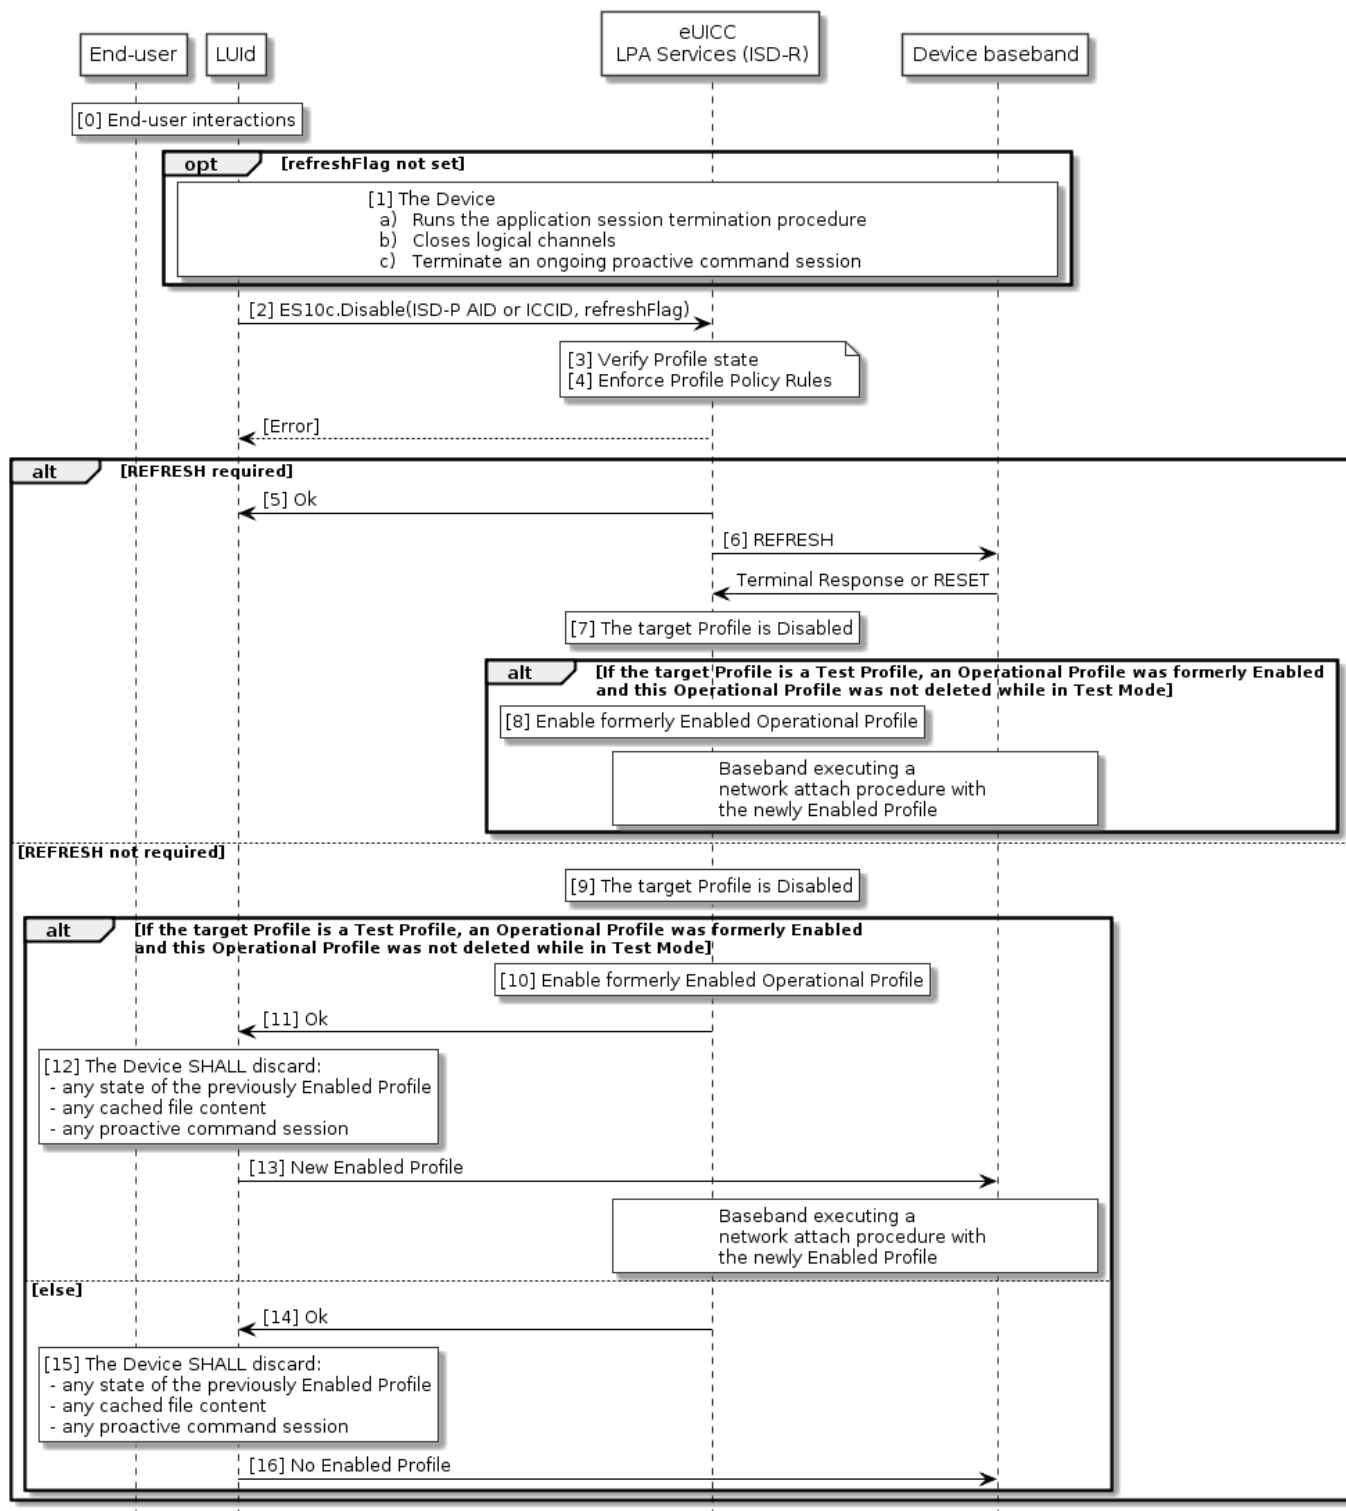 End-user
LUId
eUICC
LPA Services (ISD-R)
Device baseband
[0] End-user interactions
opt
[refreshFlag not set]
[1] The Device
a) Runs the application session termination procedure
b) Closes logical channels
c) Terminate an ongoing proactive command session
[2] ES10c.Disable(ISD-P AID or ICCID, refreshFlag)
[3] Verify Profile state
[4] Enforce Profile Policy Rules
[Error]
alt
[REFRESH required]
[5] Ok
[6] REFRESH
Terminal Response or RESET
[7] The target Profile is Disabled
alt
[If the target Profile is a Test Profile, an Operational Profile was formerly Enabled
and this Operational Profile was not deleted while in Test Mode]
[8] Enable formerly Enabled Operational Profile
Baseband executing a
network attach procedure with
the newly Enabled Profile
[REFRESH not required]
[9] The target Profile is Disabled
alt
[If the target Profile is a Test Profile, an Operational Profile was formerly Enabled
and this Operational Profile was not deleted while in Test Mode]
[10] Enable formerly Enabled Operational Profile
[11] Ok
[12] The Device SHALL discard:
- any state of the previously Enabled Profile
- any cached file content
- any proactive command session
[13] New Enabled Profile
Baseband executing a
network attach procedure with
the newly Enabled Profile
[else]
[14] Ok
[15] The Device SHALL discard:
- any state of the previously Enabled Profile
- any cached file content
- any proactive command session
[16] No Enabled Profile